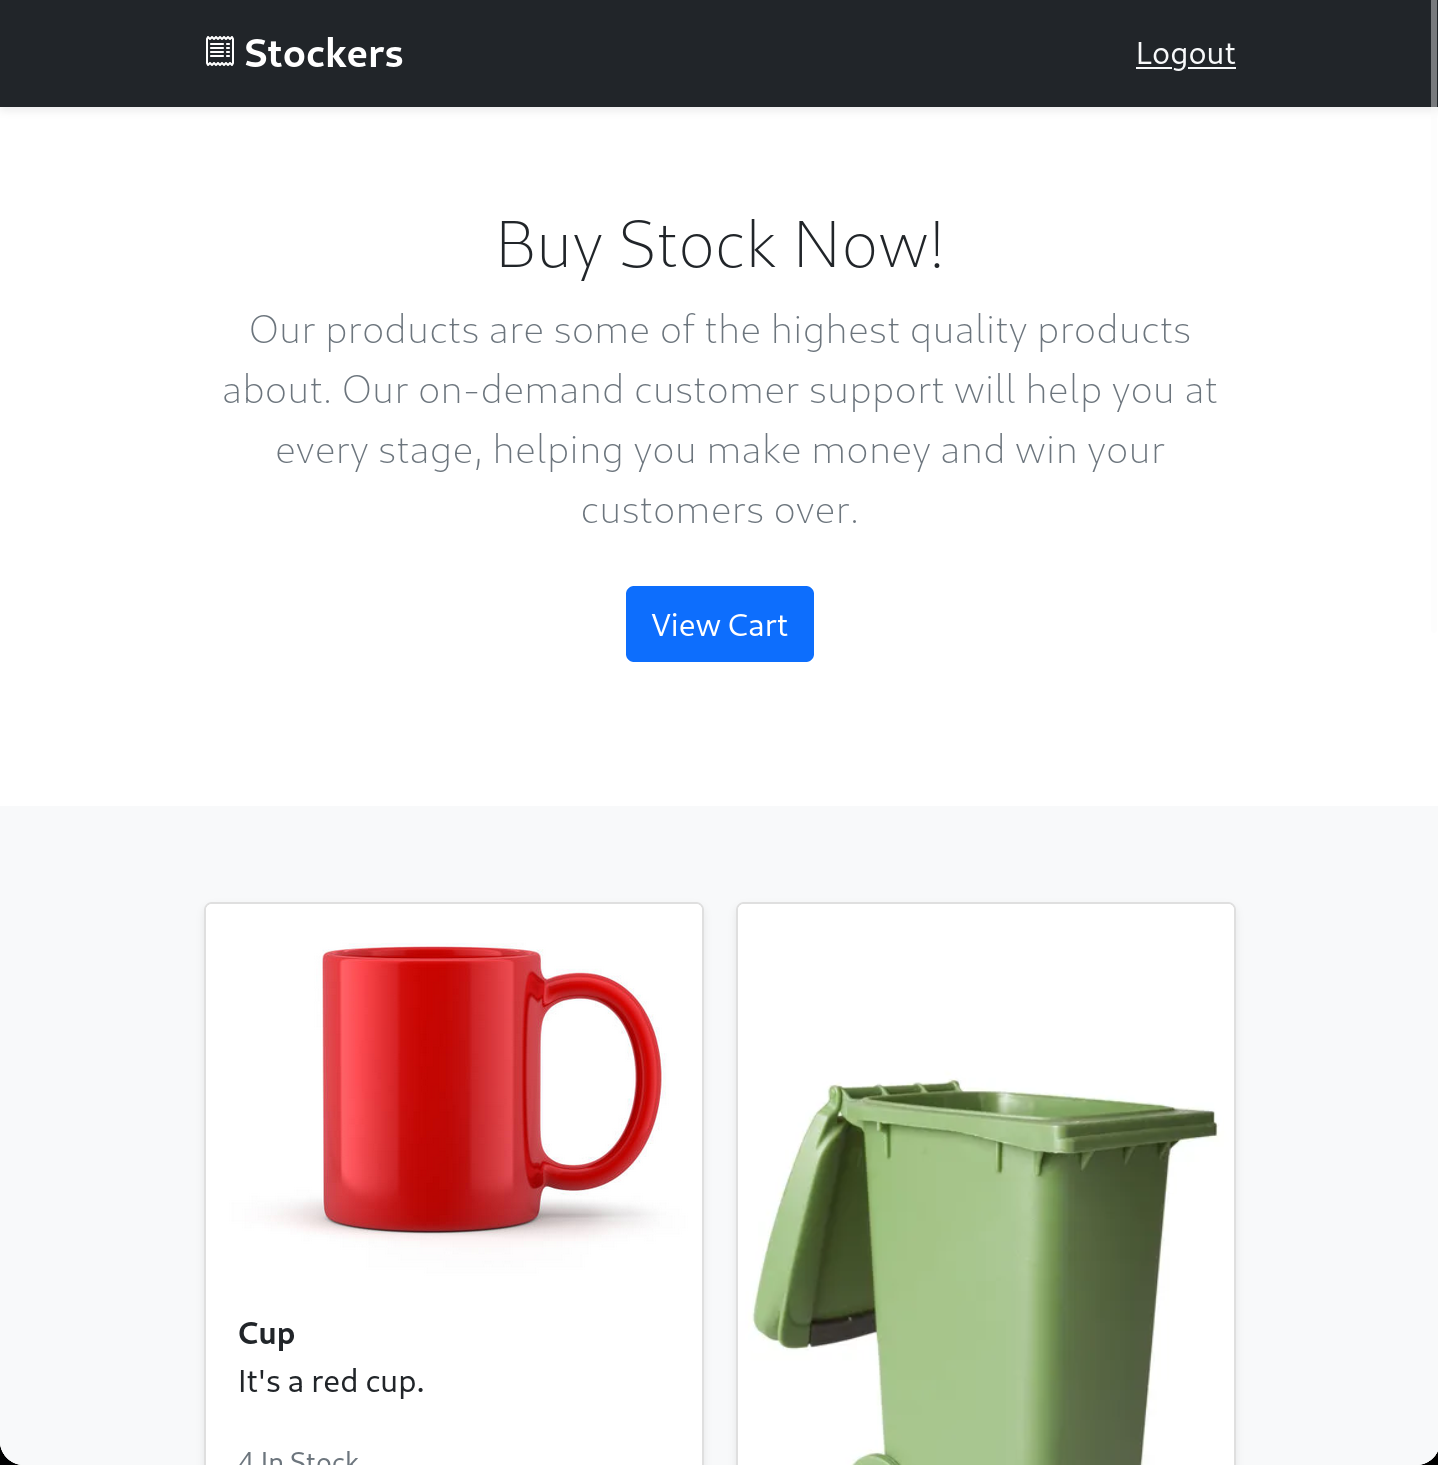 Stockers
Logout
Buy Stock Now!
Our products are some of the highest quality products
about. Our on-demand customer support will help you at
every stage, helping you make money and win your
customers over.
View Cart
Cup
It's a red cup.
4 In Stock